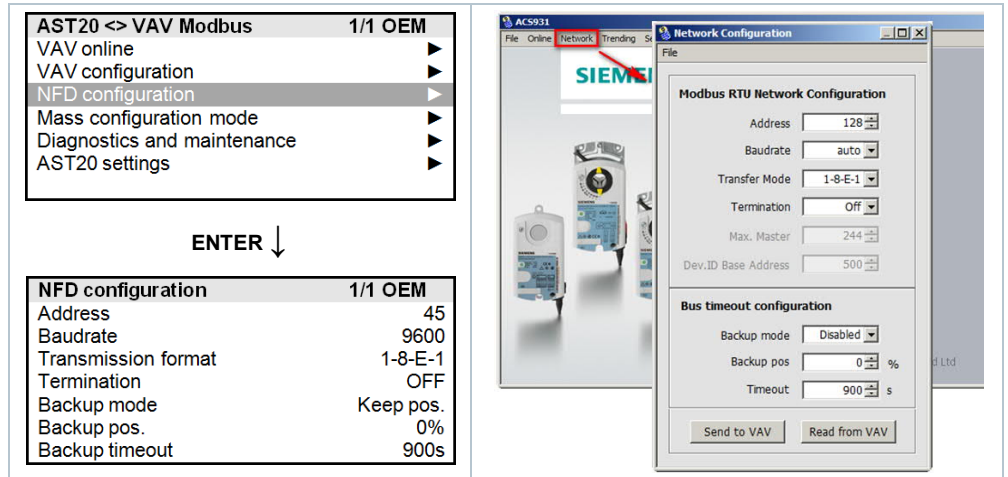 AST20 <> VAV Modbus 1/1 OEM
VAV online ►
VAV configuration ►
NFD configuration ►
Mass configuration mode ►
Diagnostics and maintenance ►
AST20 settings ►
ENTER ↓
NFD configuration 1/1 OEM
Address 45
Baudrate 9600
Transmission format 1-8-E-1
Termination OFF
Backup mode Keep pos.
Backup pos. 0%
Backup timeout 900s
ACS931
File Online Network Trending
SIEME
Network Configuration
File
Modbus RTU Network Configuration
Address 128
Baudrate auto
Transfer Mode 1-8-E-1
Termination Off
Max. Master 244
Dev.ID Base Address 500
Bus timeout configuration
Backup mode Disabled
Backup pos 0 %
Timeout 900 s
Send to VAV Read from VAV
d Ltd